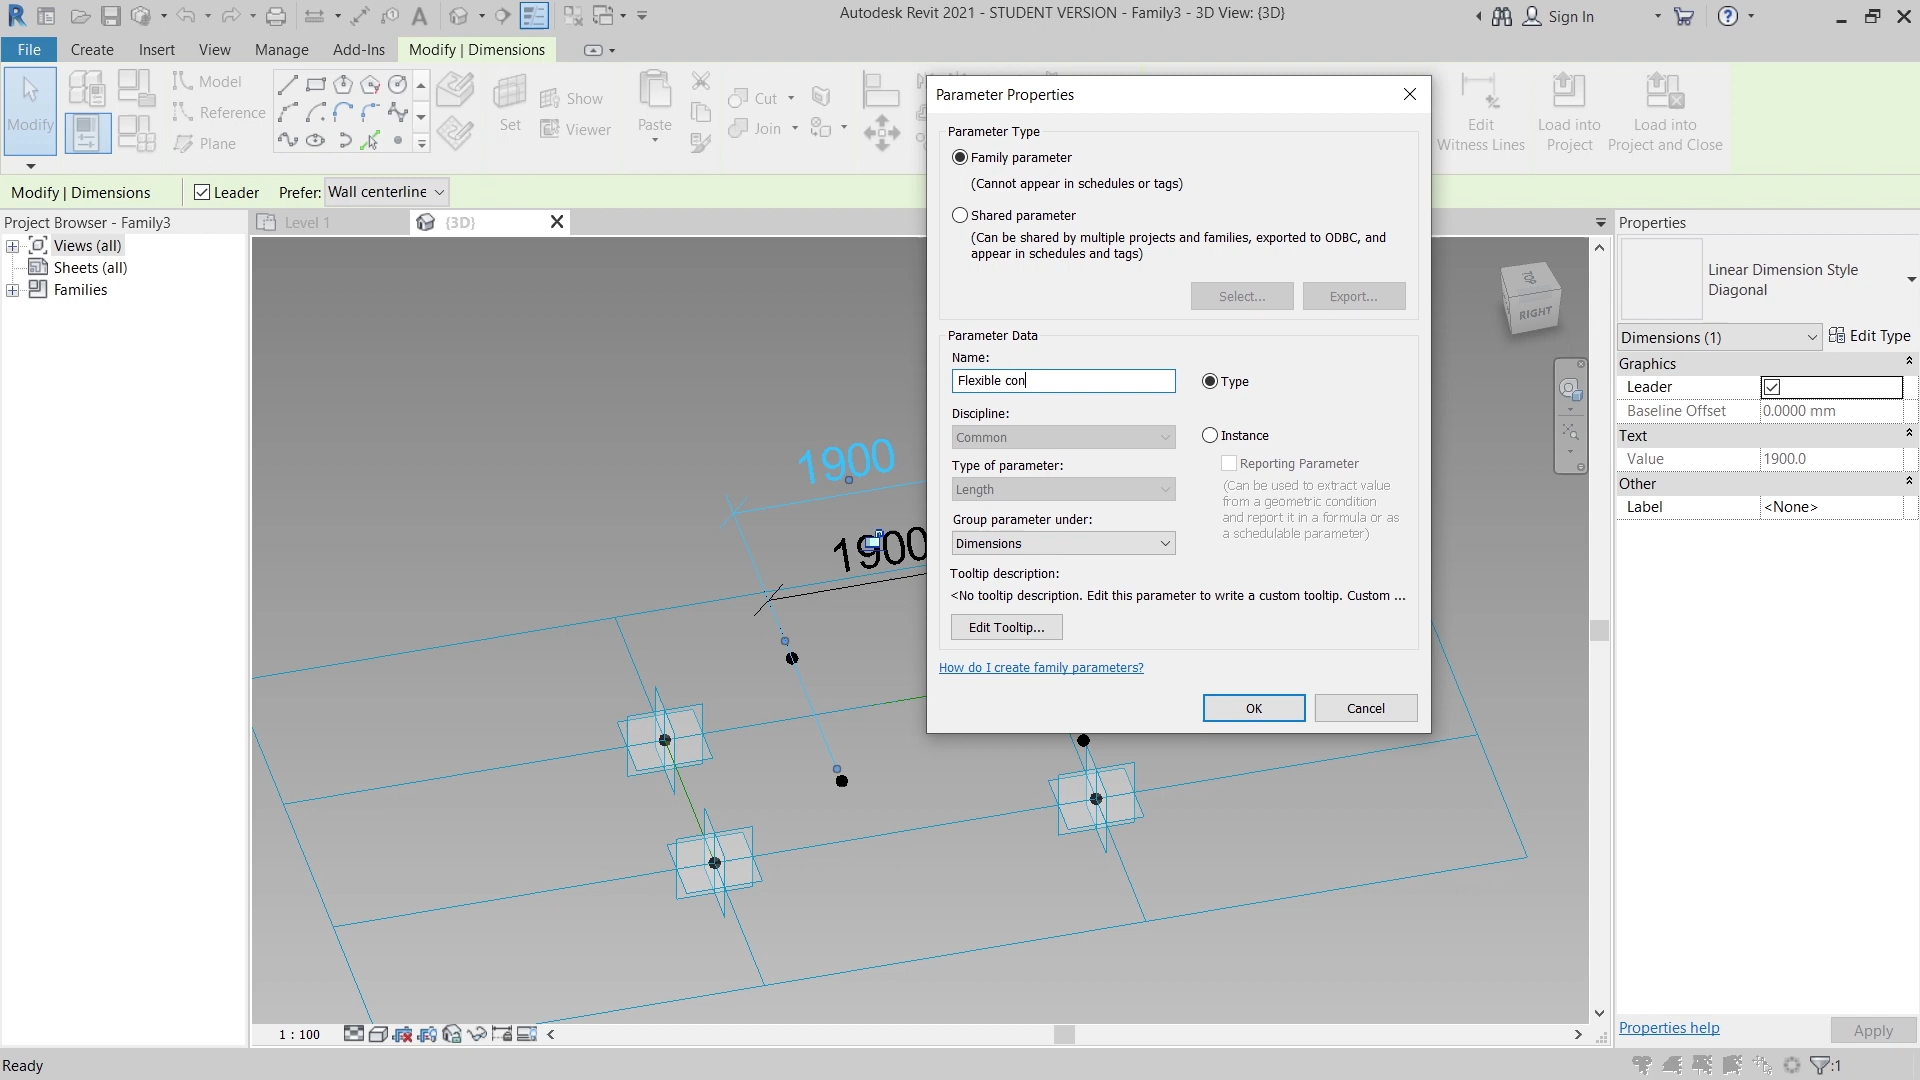 Autodesk Revit 2021 - STUDENT VERSION - Family3 - 3D View: {3D}
Sign In
File Create Insert View Manage Add-Ins Modify | Dimensions
Modify
Model
Reference
Plane
Set
Show
Viewer
Paste
Cut
Join
Edit
Witness Lines
Load into
Project
Load into
Project and Close
Modify | Dimensions Leader Prefer: Wall centerline
Project Browser - Family3
Views (all)
Sheets (all)
Families
Level 1
{3D}
1900
1900
TOP
RIGHT
Parameter Properties
Parameter Type
Family parameter
(Cannot appear in schedules or tags)
Shared parameter
(Can be shared by multiple projects and families, exported to ODBC, and
appear in schedules and tags)
Select... Export...
Parameter Data
Name:
Flexible con
Type
Discipline:
Common
Instance
Reporting Parameter
(Can be used to extract value
from a geometric condition
and report it in a formula or as
a schedulable parameter)
Type of parameter:
Length
Group parameter under:
Dimensions
Tooltip description:
<No tooltip description. Edit this parameter to write a custom tooltip. Custom ...
Edit Tooltip...
How do I create family parameters?
OK Cancel
Properties
Linear Dimension Style
Diagonal
Dimensions (1) Edit Type
Graphics
Leader
Baseline Offset 0.0000 mm
Text
Value 1900.0
Other
Label <None>
Properties help Apply
1 : 100
Ready
:1